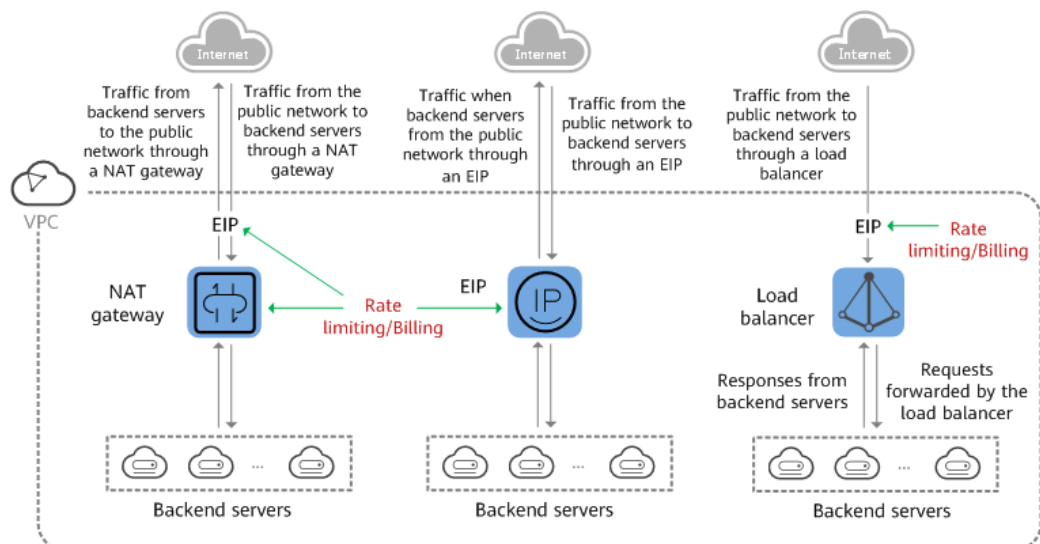 Internet
Internet
Internet
Traffic from
backend servers
to the public
network through
a NAT gateway
Traffic from the
public network to
backend servers
through a NAT
gateway
Traffic when
backend servers
from the public
network through
an EIP
Traffic from the
public network to
backend servers
through an EIP
Traffic from the
public network to
backend servers
through a load
balancer
VPC
EIP
EIP
Rate
limiting/Billing
NAT
gateway
Rate
limiting/Billing
EIP
IP
Load
balancer
Responses from
backend servers
Requests
forwarded by the
load balancer
...
...
...
Backend servers
Backend servers
Backend servers